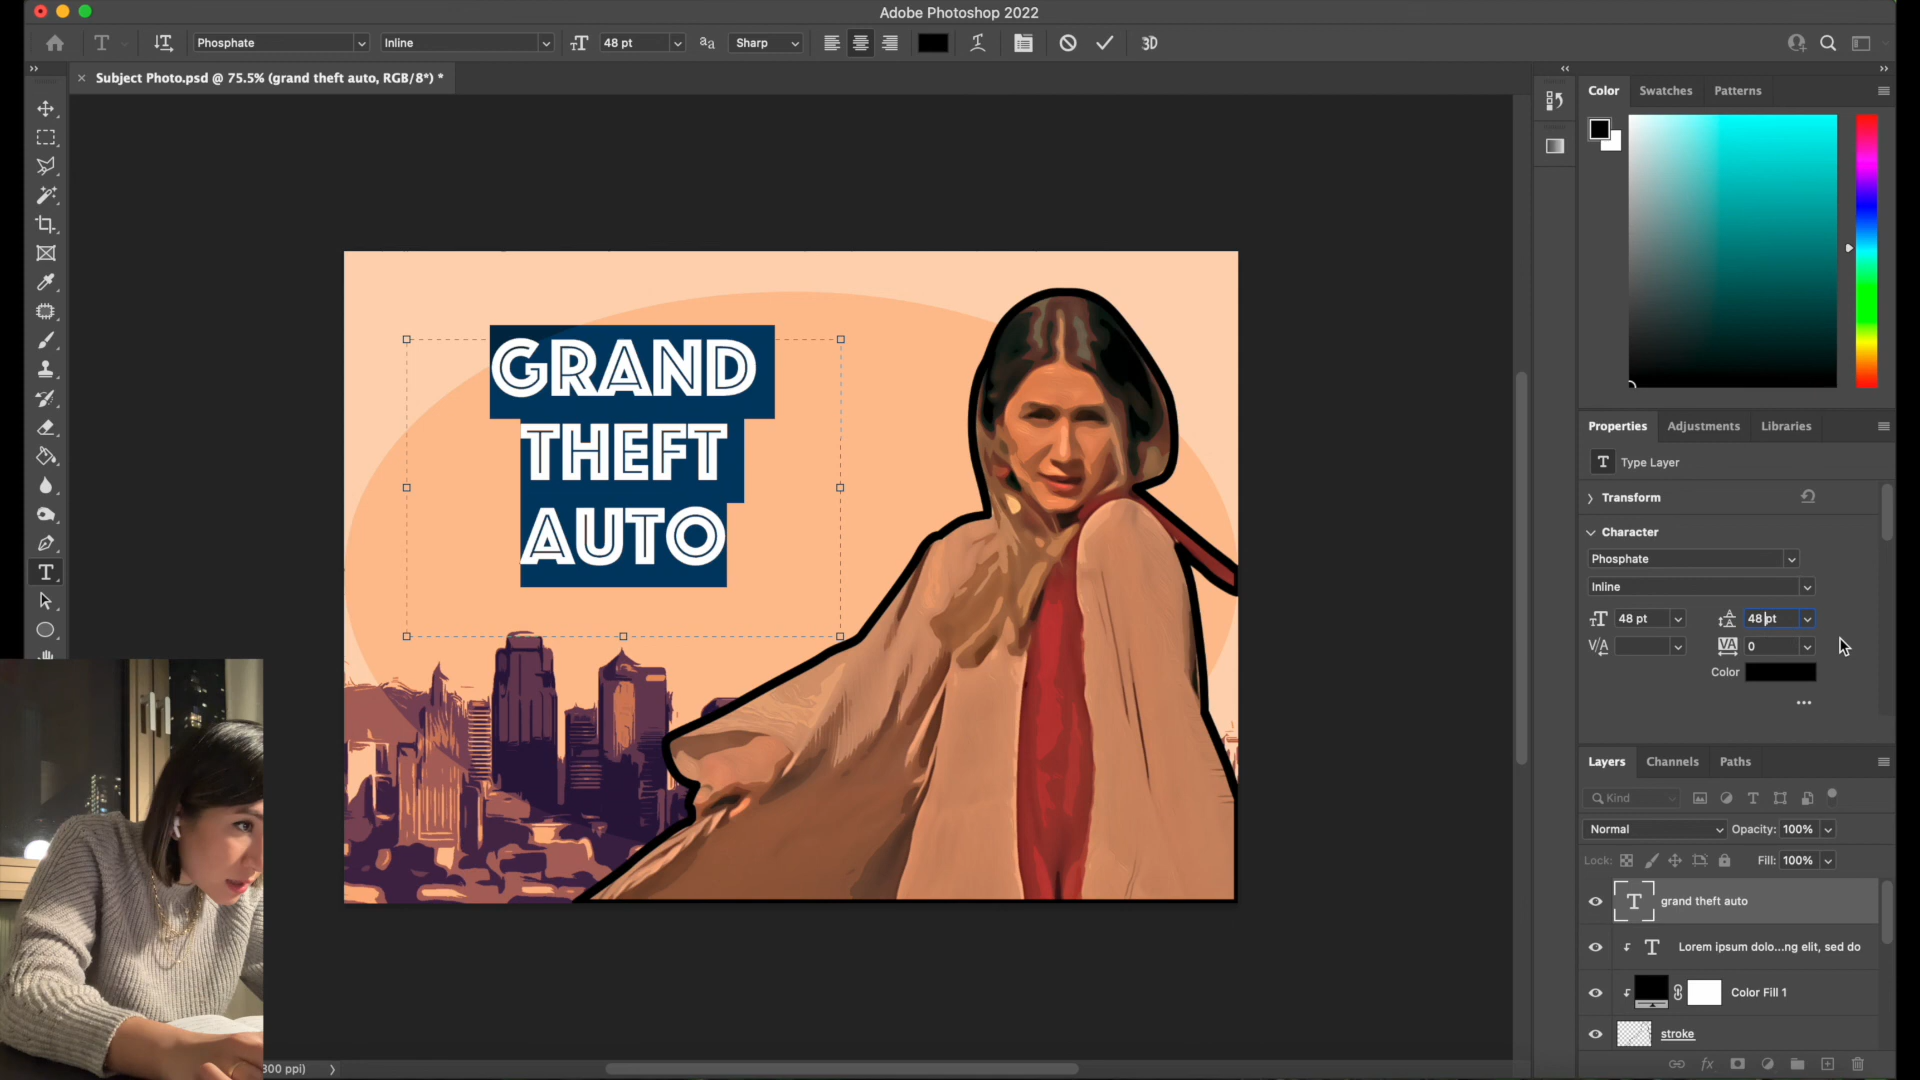 Adobe Photoshop 2022
Phosphate
Inline
48 pt
Sharp
3D
Subject Photo.psd @ 75.5% (grand theft auto, RGB/8*) *
Color
Swatches
Patterns
GRAND
THEFT
AUTO
Properties
Adjustments
Libraries
Type Layer
Transform
Character
Phosphate
Inline
48 pt
48 pt
0
Color
Layers
Channels
Paths
Kind
Normal
Opacity: 100%
Lock:
Fill: 100%
grand theft auto
Lorem ipsum dolo...ng elit, sed do
Color Fill 1
stroke
300 ppi)